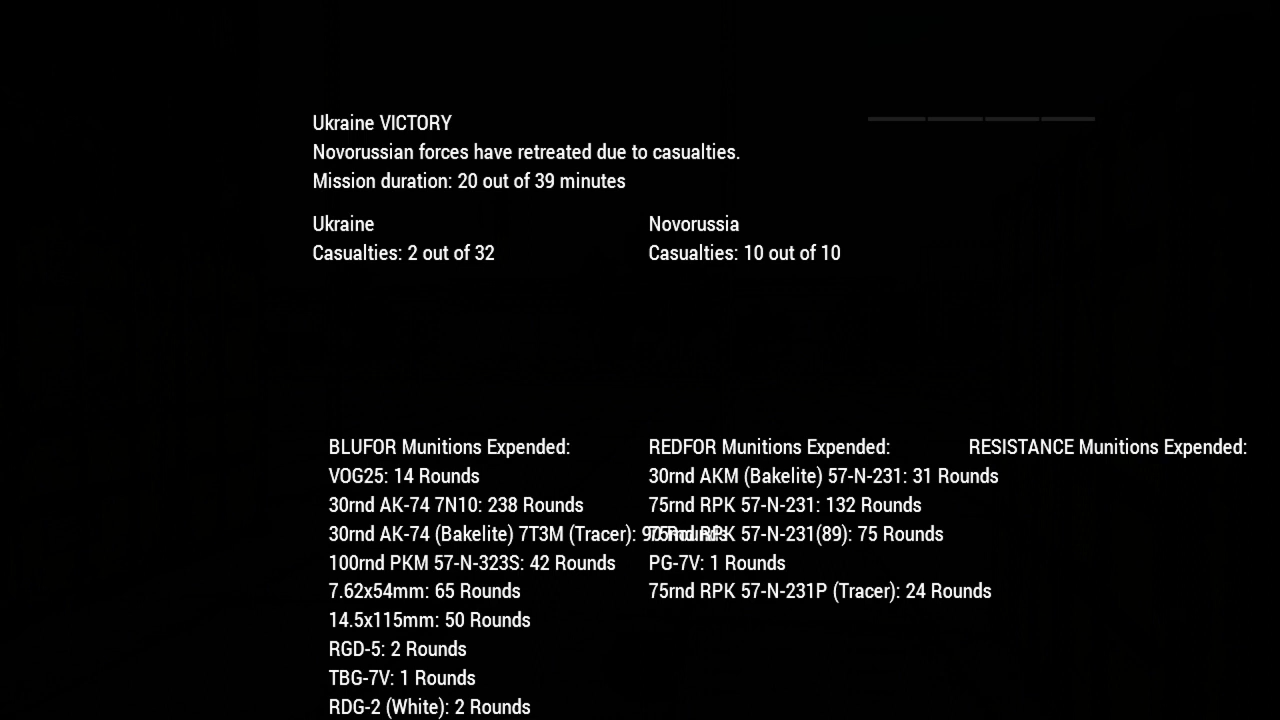 Ukraine VICTORY
Novorussian forces have retreated due to casualties.
Mission duration: 20 out of 39 minutes
Ukraine
Casualties: 2 out of 32
Novorussia
Casualties: 10 out of 10
BLUFOR Munitions Expended:
VOG25: 14 Rounds
30rnd AK-74 7N10: 238 Rounds
30rnd AK-74 (Bakelite) 7T3M (Tracer): Rounds
100rnd PKM 57-N-323S: 42 Rounds
7.62x54mm: 65 Rounds
14.5x115mm: 50 Rounds
RGD-5: 2 Rounds
TBG-7V: 1 Rounds
RDG-2 (White): 2 Rounds
REDFOR Munitions Expended:
30rnd AKM (Bakelite) 57-N-231: 31 Rounds
75rnd RPK 57-N-231: 132 Rounds
75rnd RPK 57-N-231(89): 75 Rounds
PG-7V: 1 Rounds
75rnd RPK 57-N-231P (Tracer): 24 Rounds
RESISTANCE Munitions Expended: